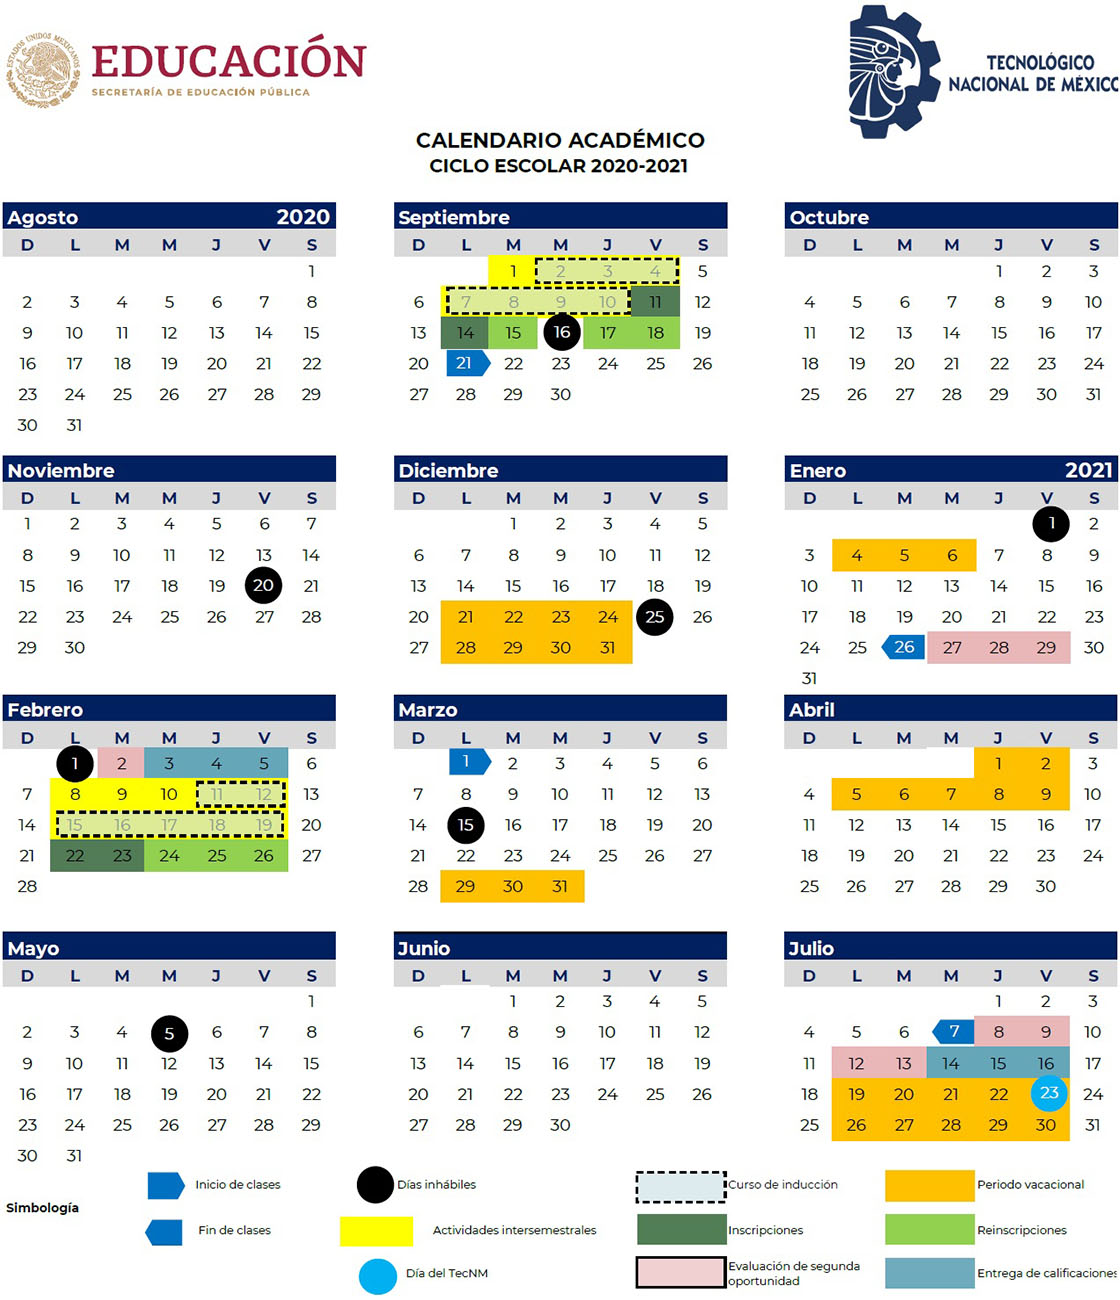 ESTADOS UNIDOS MEXICANOS
EDUCACIÓN
SECRETARÍA DE EDUCACIÓN PÚBLICA
TECNOLÓGICO
NACIONAL DE MÉXICO
CALENDARIO ACADÉMICO
CICLO ESCOLAR 2020-2021
Agosto 2020
D L M M J V S
1
2 3 4 5 6 7 8
9 10 11 12 13 14 15
16 17 18 19 20 21 22
23 24 25 26 27 28 29
30 31
Septiembre
D L M M J V S
1 2 3 4 5
6 7 8 9 10 11 12
13 14 15 16 17 18 19
20 21 22 23 24 25 26
27 28 29 30
Octubre
D L M M J V S
1 2 3
4 5 6 7 8 9 10
11 12 13 14 15 16 17
18 19 20 21 22 23 24
25 26 27 28 29 30 31
Noviembre
D L M M J V S
1 2 3 4 5 6 7
8 9 10 11 12 13 14
15 16 17 18 19 20 21
22 23 24 25 26 27 28
29 30
Diciembre
D L M M J V S
1 2 3 4 5
6 7 8 9 10 11 12
13 14 15 16 17 18 19
20 21 22 23 24 25 26
27 28 29 30 31
Enero 2021
D L M M J V S
1 2
3 4 5 6 7 8 9
10 11 12 13 14 15 16
17 18 19 20 21 22 23
24 25 26 27 28 29 30
31
Febrero
D L M M J V S
1 2 3 4 5 6
7 8 9 10 11 12 13
14 15 16 17 18 19 20
21 22 23 24 25 26 27
28
Marzo
D L M M J V S
1 2 3 4 5 6
7 8 9 10 11 12 13
14 15 16 17 18 19 20
21 22 23 24 25 26 27
28 29 30 31
Abril
D L M M J V S
1 2 3
4 5 6 7 8 9 10
11 12 13 14 15 16 17
18 19 20 21 22 23 24
25 26 27 28 29 30
Mayo
D L M M J V S
1
2 3 4 5 6 7 8
9 10 11 12 13 14 15
16 17 18 19 20 21 22
23 24 25 26 27 28 29
30 31
Junio
D L M M J V S
1 2 3 4 5
6 7 8 9 10 11 12
13 14 15 16 17 18 19
20 21 22 23 24 25 26
27 28 29 30
Julio
D L M M J V S
1 2 3
4 5 6 7 8 9 10
11 12 13 14 15 16 17
18 19 20 21 22 23 24
25 26 27 28 29 30 31
Simbología
Inicio de clases
Fin de clases
Días inhábiles
Actividades intersemestrales
Día del TecNM
Curso de inducción
Inscripciones
Evaluación de segunda
oportunidad
Periodo vacacional
Reinscripciones
Entrega de calificaciones